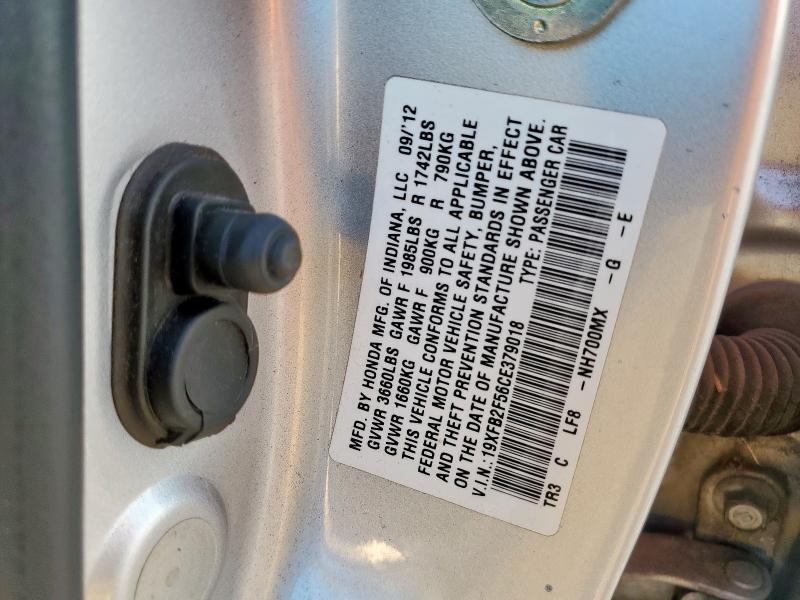 MFD. BY HONDA MFG. OF INDIANA, LLC 09/'12
GVWR 3660LBS GAWR F 1985LBS R 1742LBS
GVWR 1660KG GAWR F 900KG R 790KG
THIS VEHICLE CONFORMS TO ALL APPLICABLE
FEDERAL MOTOR VEHICLE SAFETY, BUMPER,
AND THEFT PREVENTION STANDARDS IN EFFECT
ON THE DATE OF MANUFACTURE SHOWN ABOVE.
V.I.N.: 19XFB2F56CE379018 TYPE: PASSENGER CAR
TR3 C LF8 -NH700MX -G -E